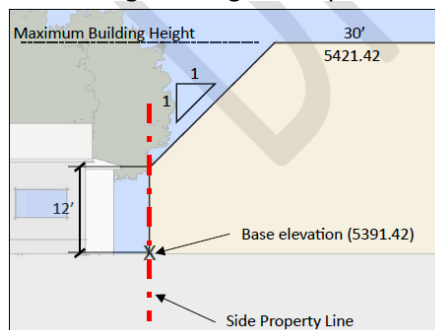 Maximum Building Height
30’
5421.42
1
1
12’
Base elevation (5391.42)
X
Side Property Line